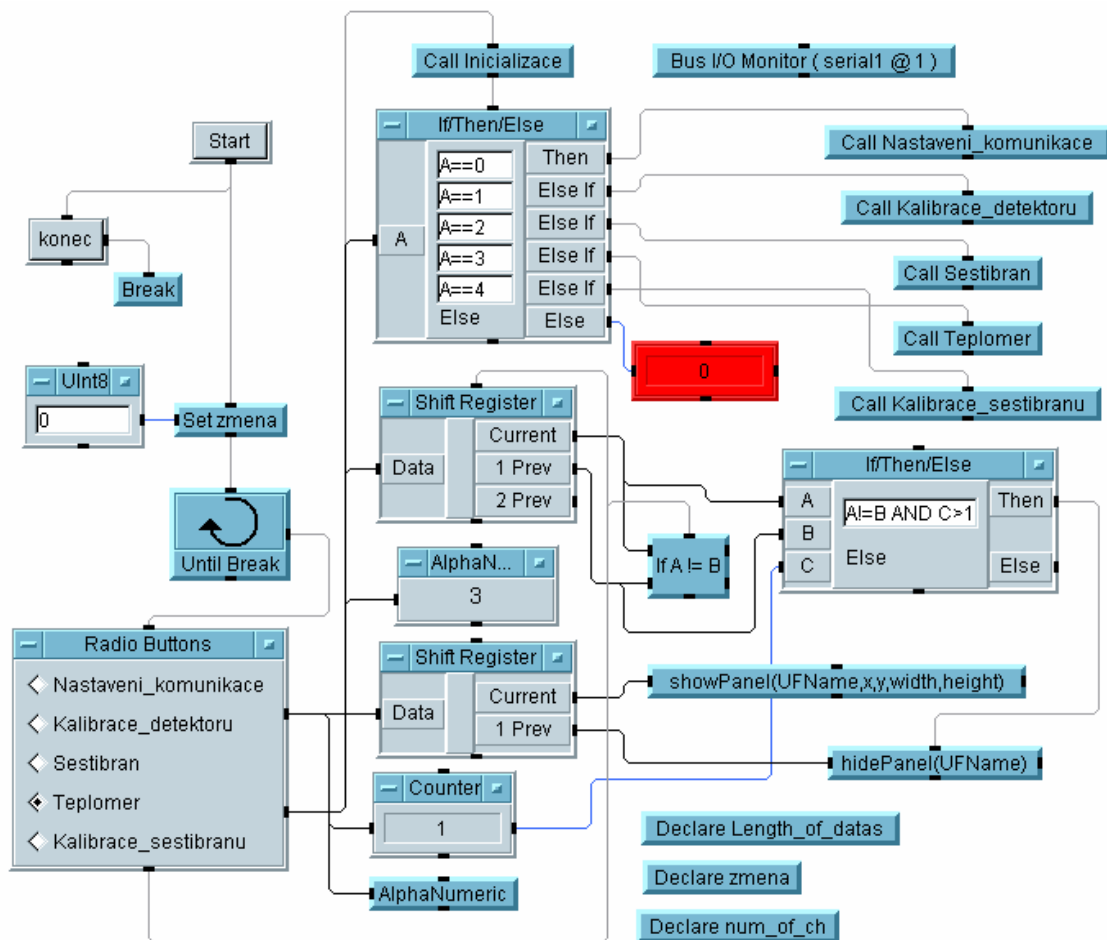 Call Inicializace
Bus I/O Monitor ( serial1 @ 1 )
If/Then/Else
A
A==0
A==1
A==2
A==3
A==4
Else
Then
Else If
Else If
Else If
Else If
Else
Call Nastaveni_komunikace
Call Kalibrace_detektoru
Call Sestibran
Call Teplomer
Call Kalibrace_sestibranu
Start
konec
Break
0
UInt8
0
Set zmena
Until Break
Shift Register
Data
Current
1 Prev
2 Prev
If A != B
If/Then/Else
A
B
C
A!=B AND C>1
Else
Then
Else
AlphaN...
3
Radio Buttons
Nastaveni_komunikace
Kalibrace_detektoru
Sestibran
Teplomer
Kalibrace_sestibranu
Shift Register
Data
Current
1 Prev
showPanel(UFName,x,y,width,height)
hidePanel(UFName)
Counter
1
AlphaNumeric
Declare Length_of_datas
Declare zmena
Declare num_of_ch